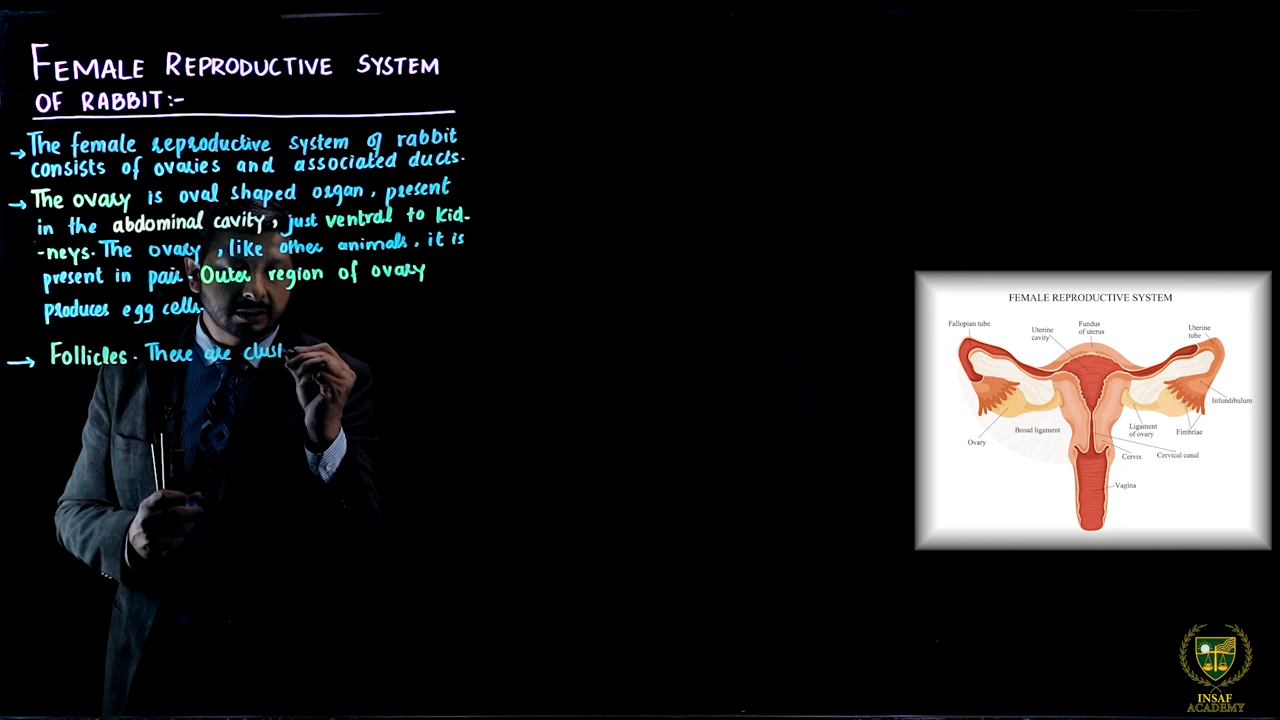 FEMALE REPRODUCTIVE SYSTEM
OF RABBIT:-
→ The female reproductive system of rabbit
consists of ovaries and associated ducts.
→ The ovary is oval shaped organ, present
in the abdominal cavity, just ventral to kid-
-neys. The ovary, like other animals, it is
present in pair. Outer region of ovary
produces egg cells.
→ Follicles. There are clust
FEMALE REPRODUCTIVE SYSTEM
Fallopian tube
Uterine
cavity
Fundus
of uterus
Uterine
tube
Infundibulum
Ovary
Broad ligament
Ligament
of ovary
Fimbriae
Cervix
Cervical canal
Vagina
INSAF
ACADEMY